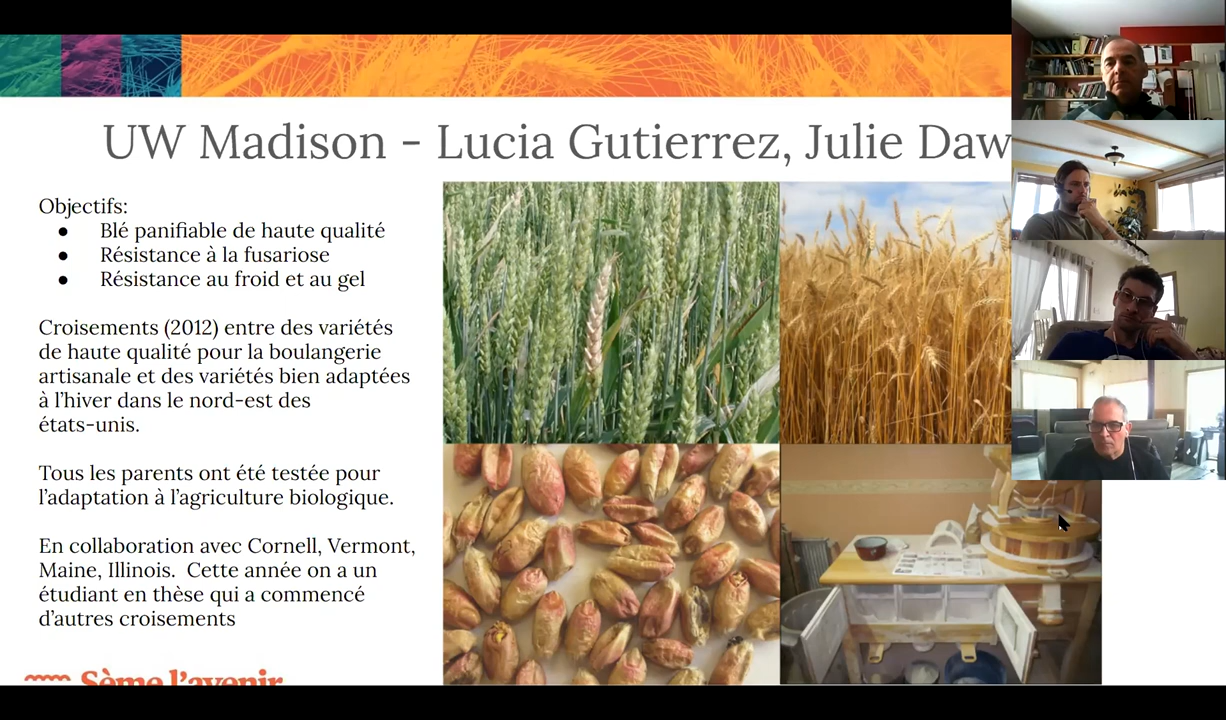 UW Madison - Lucia Gutierrez, Julie Daw
Objectifs:
● Blé panifiable de haute qualité
● Résistance à la fusariose
● Résistance au froid et au gel
Croisements (2012) entre des variétés
de haute qualité pour la boulangerie
artisanale et des variétés bien adaptées
à l'hiver dans le nord-est des
états-unis.
Tous les parents ont été testée pour
l'adaptation à l'agriculture biologique.
En collaboration avec Cornell, Vermont,
Maine, Illinois.  Cette année on a un
étudiant en thèse qui a commencé
d'autres croisements
Sème l'avenir